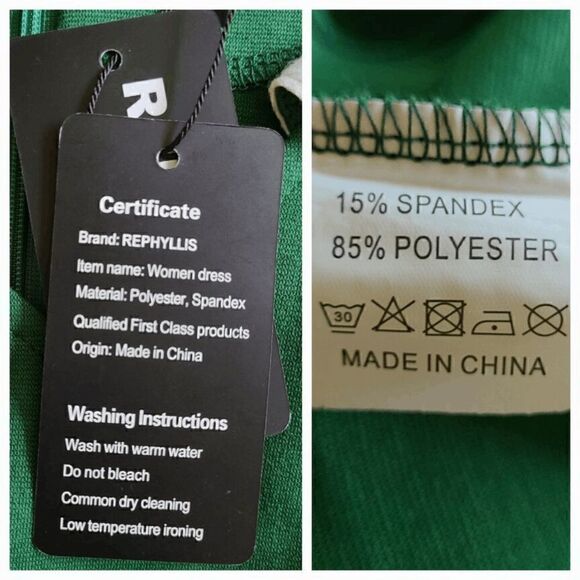 R
Certificate
Brand: REPHYLLIS
Item name: Women dress
Material: Polyester, Spandex
Qualified First Class products
Origin: Made in China
Washing Instructions
Wash with warm water
Do not bleach
Common dry cleaning
Low temperature ironing
15% SPANDEX
85% POLYESTER
30
MADE IN CHINA